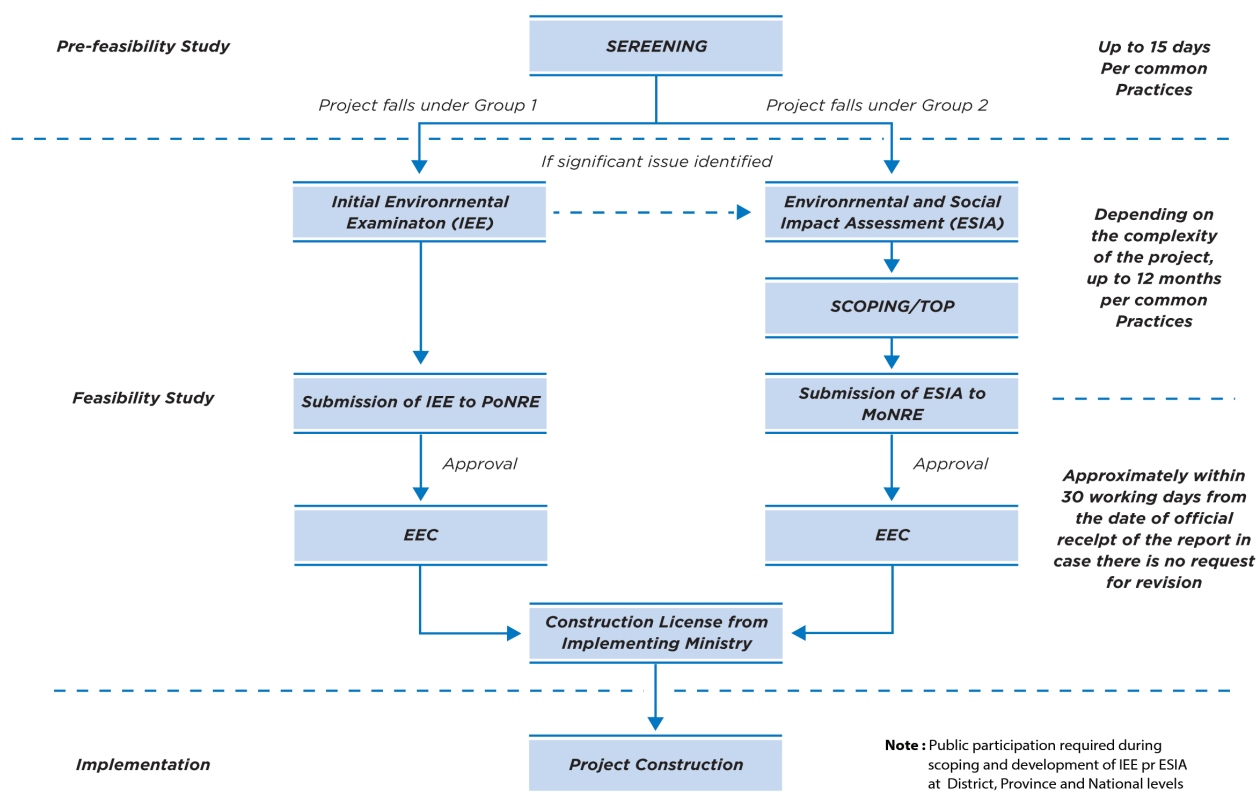 Pre-feasibility Study
SEREENING
Up to 15 days
Per common
Practices
Project falls under Group 1
Project falls under Group 2
If significant issue identified
Initial Environrnental
Examinaton (IEE)
Environrnental and Social
Impact Assessment (ESIA)
Depending on
the complexity
of the project,
up to 12 months
per common
Practices
SCOPING/TOP
Feasibility Study
Submission of IEE to PoNRE
Submission of ESIA to
MoNRE
Approval
Approval
Approximately within
30 working days from
the date of official
recelpt of the report in
case there is no request
for revision
EEC
EEC
Construction License from
Implementing Ministry
Implementation
Project Construction
Note : Public participation required during
scoping and development of IEE pr ESIA
at District, Province and National levels